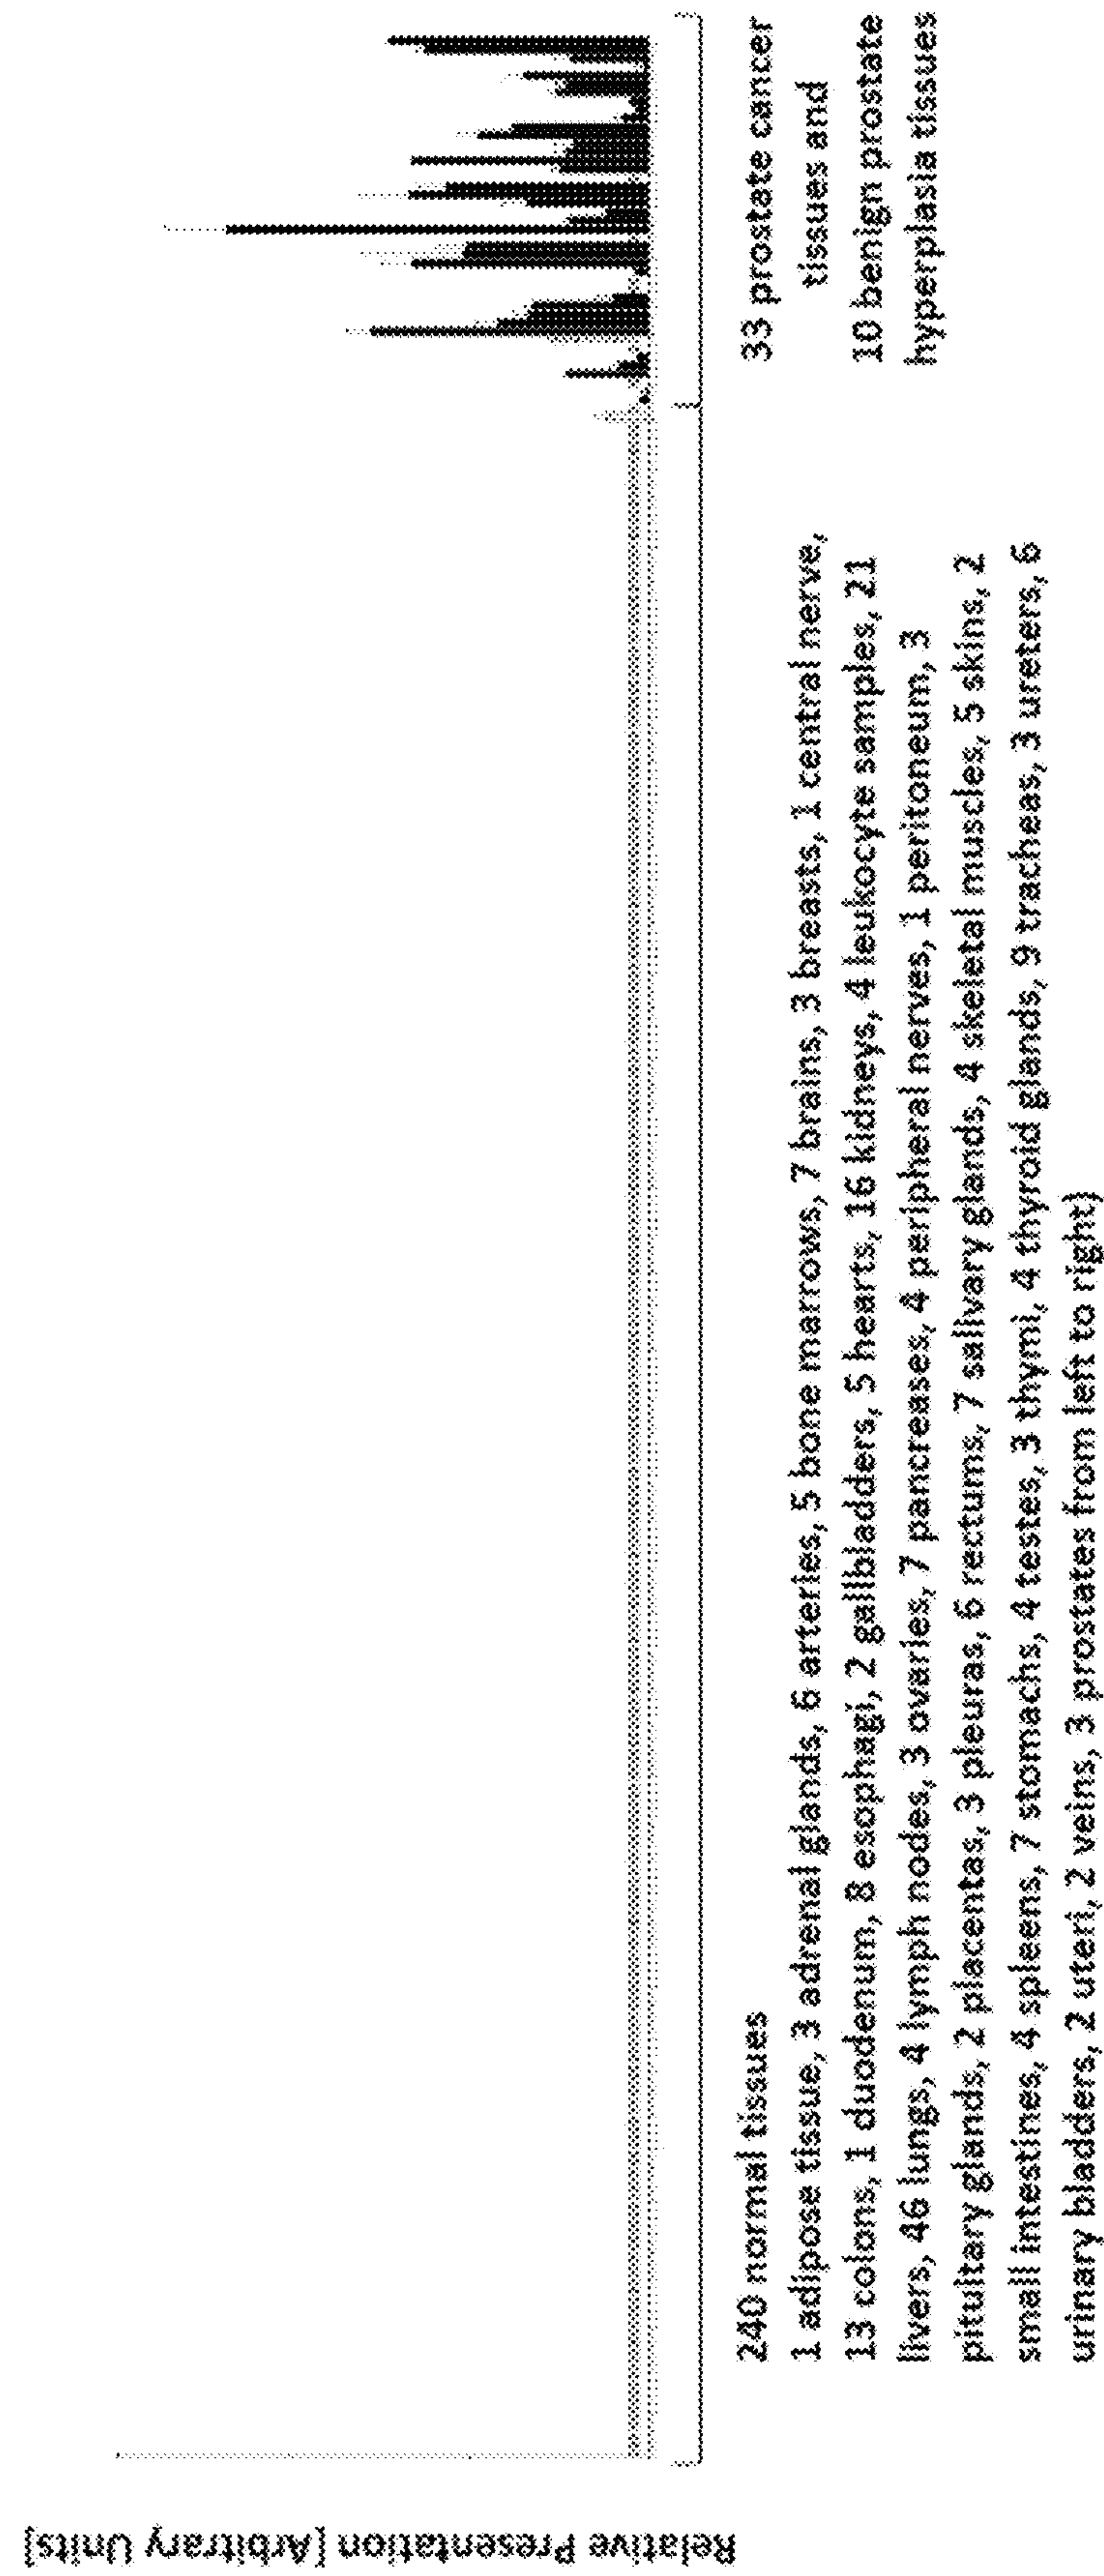 Relative Presentation [Arbitrary Units]
240 normal tissues
1 adipose tissue, 3 adrenal glands, 6 arteries, 5 bone marrows, 7 brains, 3 breasts, 1 central nerve,
13 colons, 1 duodenum, 8 esophagi, 2 gallbladders, 5 hearts, 16 kidneys, 4 leukocyte samples, 21
livers, 46 lungs, 4 lymph nodes, 3 ovaries, 7 pancreases, 4 peripheral nerves, 1 peritoneum, 3
pituitary glands, 2 placentas, 3 pleuras, 6 rectums, 7 sallivary glands, 4 skeletal muscles, 5 skins, 2
small intestines, 4 spleens, 7 stomachs, 4 testes, 3 thymi, 4 thyroid glands, 9 tracheas, 3 ureters, 6
urinary bladders, 2 uteri, 2 veins, 3 prostates from left to right)
33 prostate cancer
tissues and
10 benign prostate
hyperplasia tissues